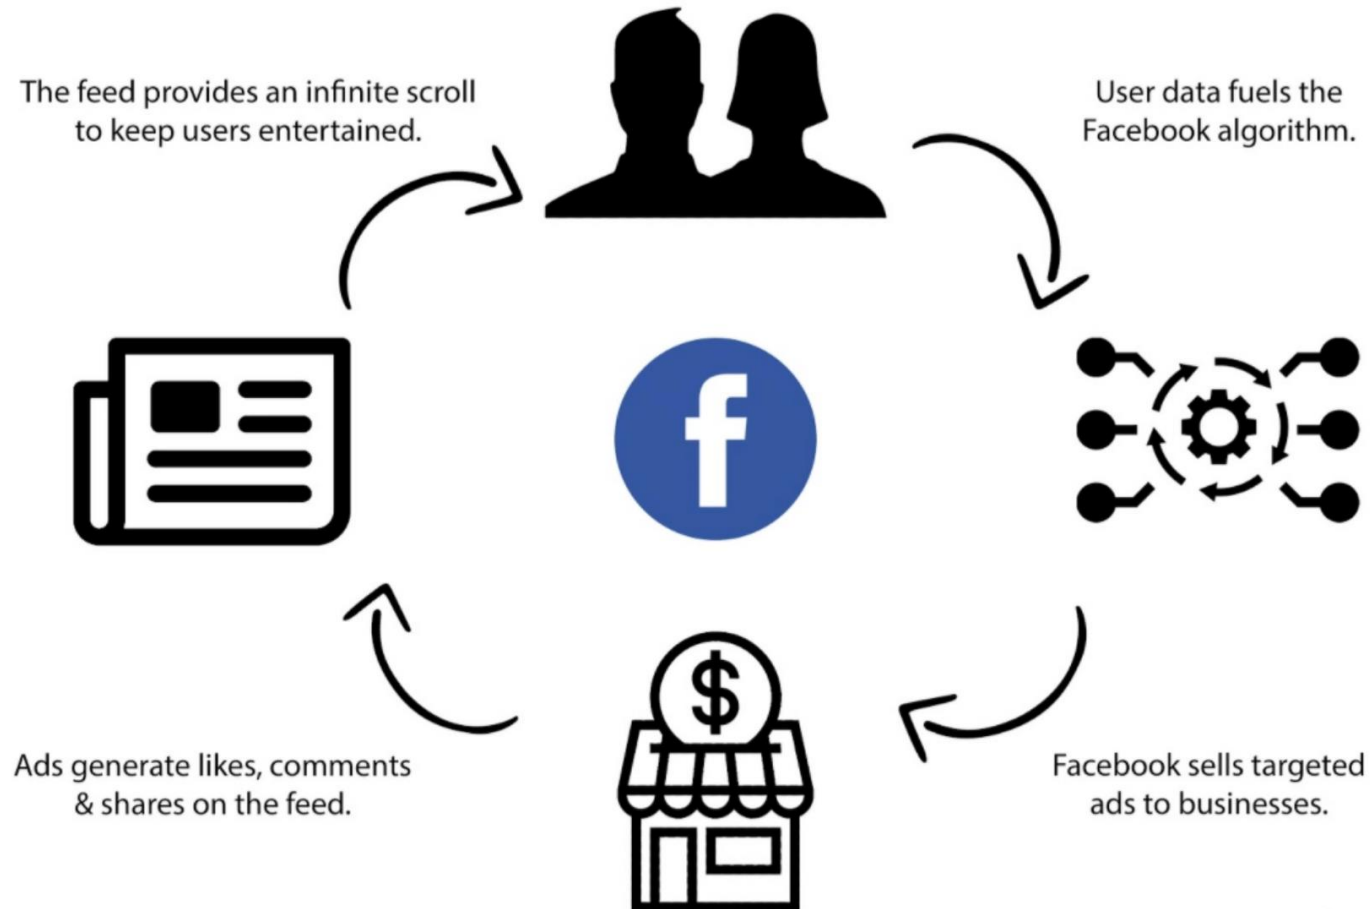 The feed provides an infinite scroll
to keep users entertained.
User data fuels the
Facebook algorithm.
f
$
Ads generate likes, comments
& shares on the feed.
Facebook sells targeted
ads to businesses.